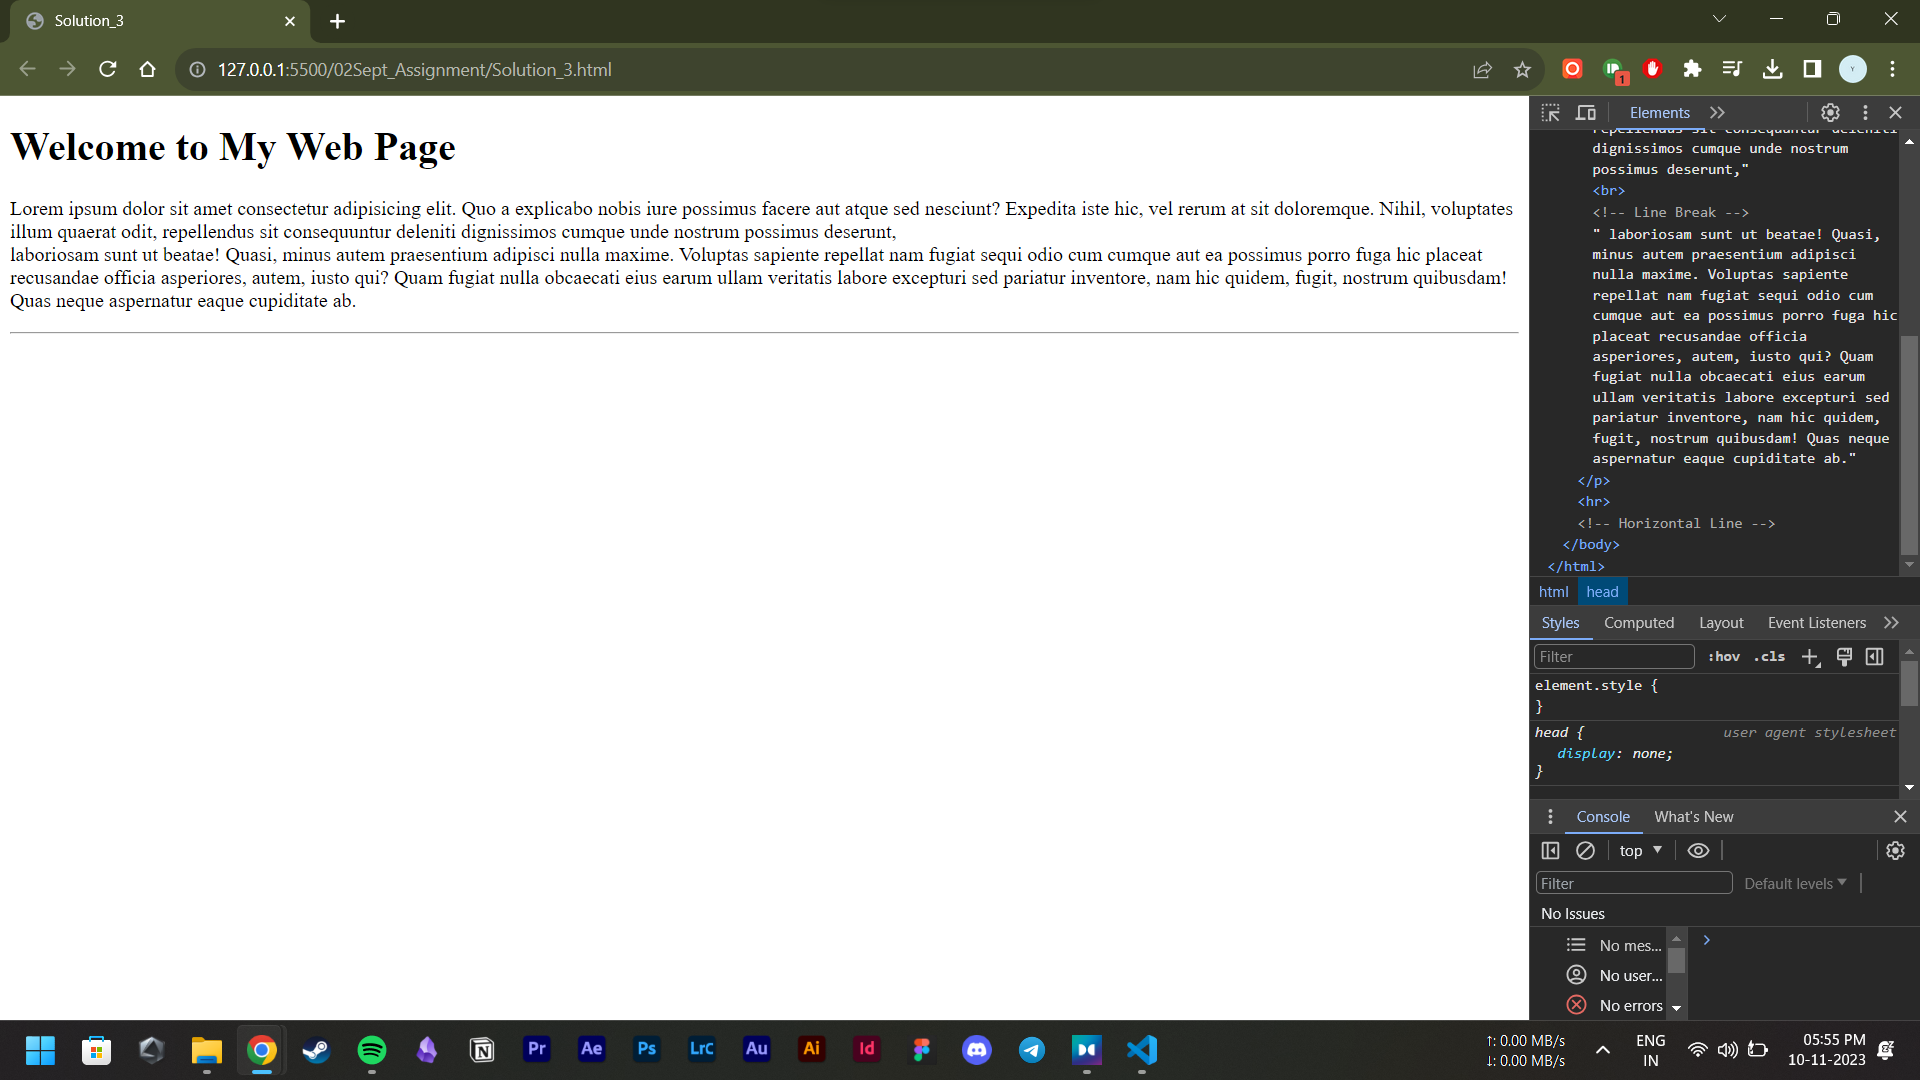 Solution_3
127.0.0.1:5500/02Sept_Assignment/Solution_3.html
1
Y
Welcome to My Web Page
Lorem ipsum dolor sit amet consectetur adipisicing elit. Quo a explicabo nobis iure possimus facere aut atque sed nesciunt? Expedita iste hic, vel rerum at sit doloremque. Nihil, voluptates
illum quaerat odit, repellendus sit consequuntur deleniti dignissimos cumque unde nostrum possimus deserunt,
laboriosam sunt ut beatae! Quasi, minus autem praesentium adipisci nulla maxime. Voluptas sapiente repellat nam fugiat sequi odio cum cumque aut ea possimus porro fuga hic placeat
recusandae officia asperiores, autem, iusto qui? Quam fugiat nulla obcaecati eius earum ullam veritatis labore excepturi sed pariatur inventore, nam hic quidem, fugit, nostrum quibusdam!
Quas neque aspernatur eaque cupiditate ab.
Elements
repellendus sit consequuntur deleniti
dignissimos cumque unde nostrum
possimus deserunt,"
<br>
<!-- Line Break -->
" laboriosam sunt ut beatae! Quasi,
minus autem praesentium adipisci
nulla maxime. Voluptas sapiente
repellat nam fugiat sequi odio cum
cumque aut ea possimus porro fuga hic
placeat recusandae officia
asperiores, autem, iusto qui? Quam
fugiat nulla obcaecati eius earum
ullam veritatis labore excepturi sed
pariatur inventore, nam hic quidem,
fugit, nostrum quibusdam! Quas neque
aspernatur eaque cupiditate ab."
</p>
<hr>
<!-- Horizontal Line -->
</body>
</html>
html head
Styles Computed Layout Event Listeners
Filter :hov .cls
element.style {
}
head { user agent stylesheet
display: none;
}
Console What's New
top
Filter Default levels
No Issues
No mes...
No user...
No errors
Pr Ae Ps LrC Au Ai Id
↑: 0.00 MB/s
↓: 0.00 MB/s
ENG
IN
05:55 PM
10-11-2023